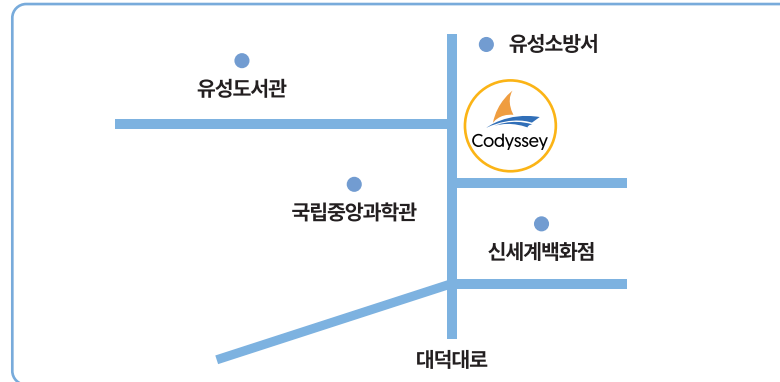 유성소방서
유성도서관
Codyssey
국립중앙과학관
신세계백화점
대덕대로